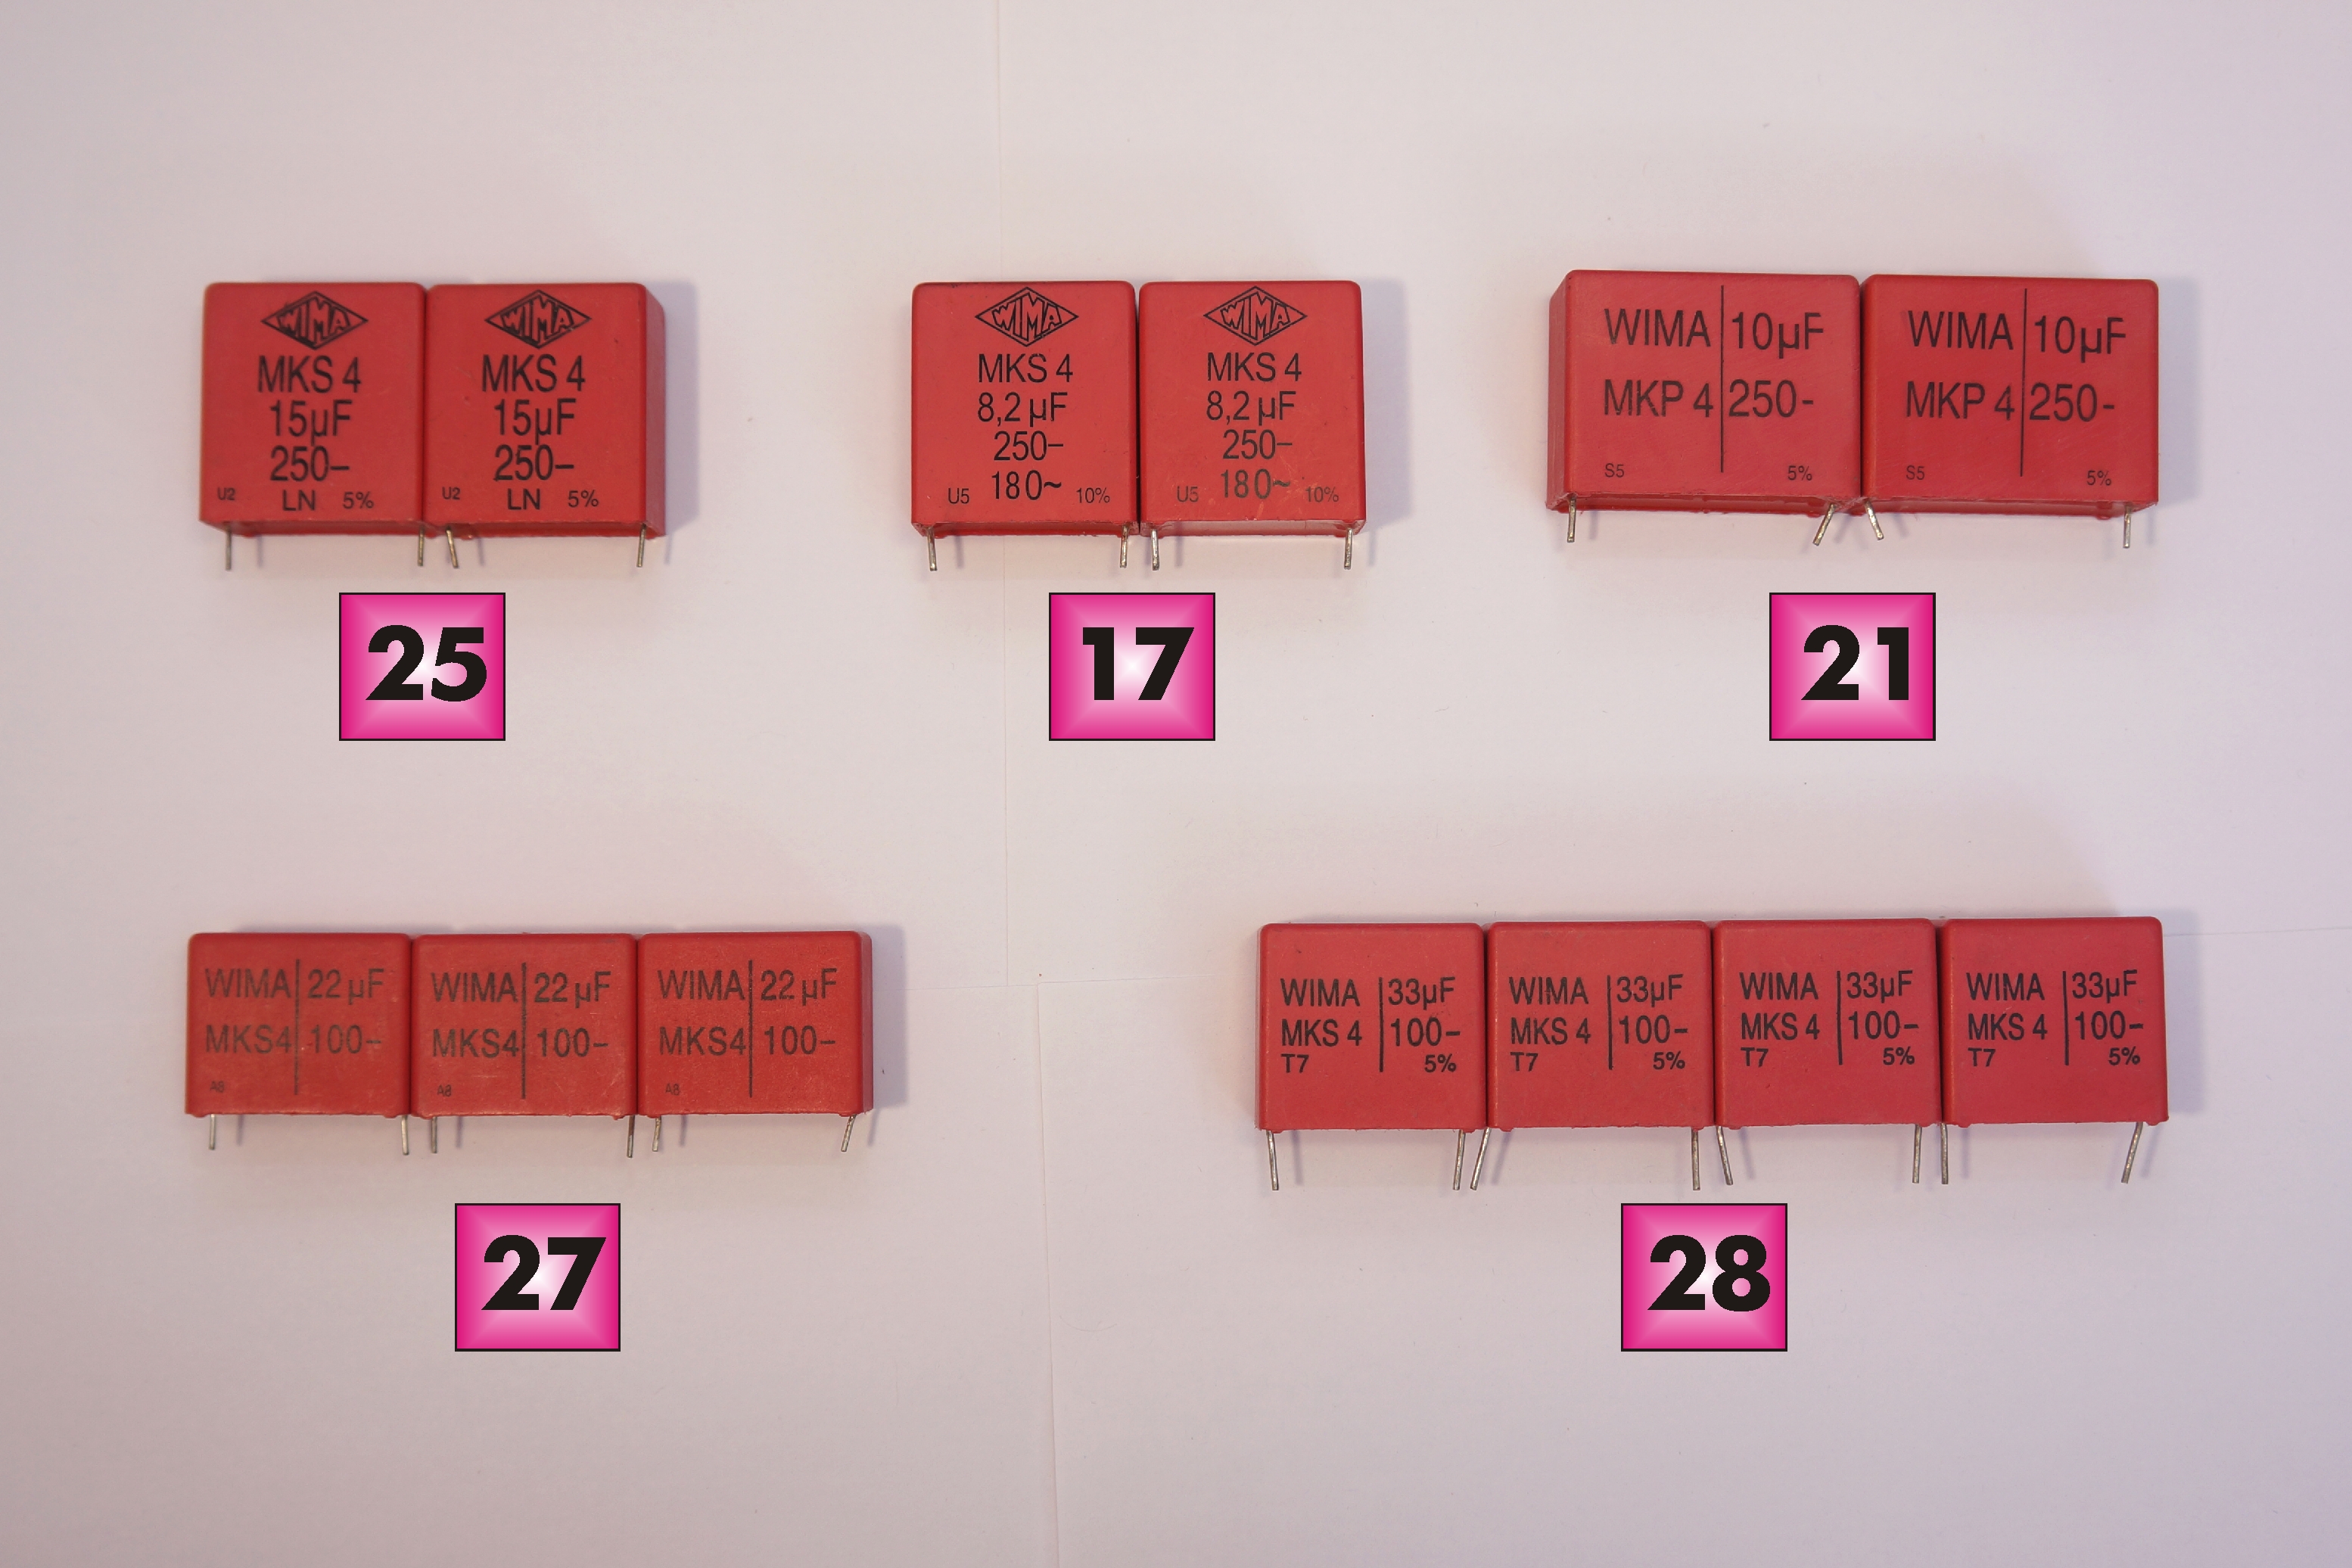 WIMA
MKS 4
15µF
250–
U2 LN 5%
WIMA
MKS 4
15µF
250–
U2 LN 5%
25
WIMA
MKS 4
8,2 µF
250–
180~
U5 10%
WIMA
MKS 4
8,2 µF
250–
180~
U5 10%
17
WIMA 10µF
MKP 4 250-
S5 5%
WIMA 10µF
MKP 4 250-
S5 5%
21
WIMA 22 µF
MKS4 100–
A8
WIMA 22 µF
MKS4 100–
A8
WIMA 22 µF
MKS4 100–
A8
27
WIMA 33µF
MKS 4 100–
T7 5%
WIMA 33µF
MKS 4 100–
T7 5%
WIMA 33µF
MKS 4 100–
T7 5%
WIMA 33µF
MKS 4 100–
T7 5%
28